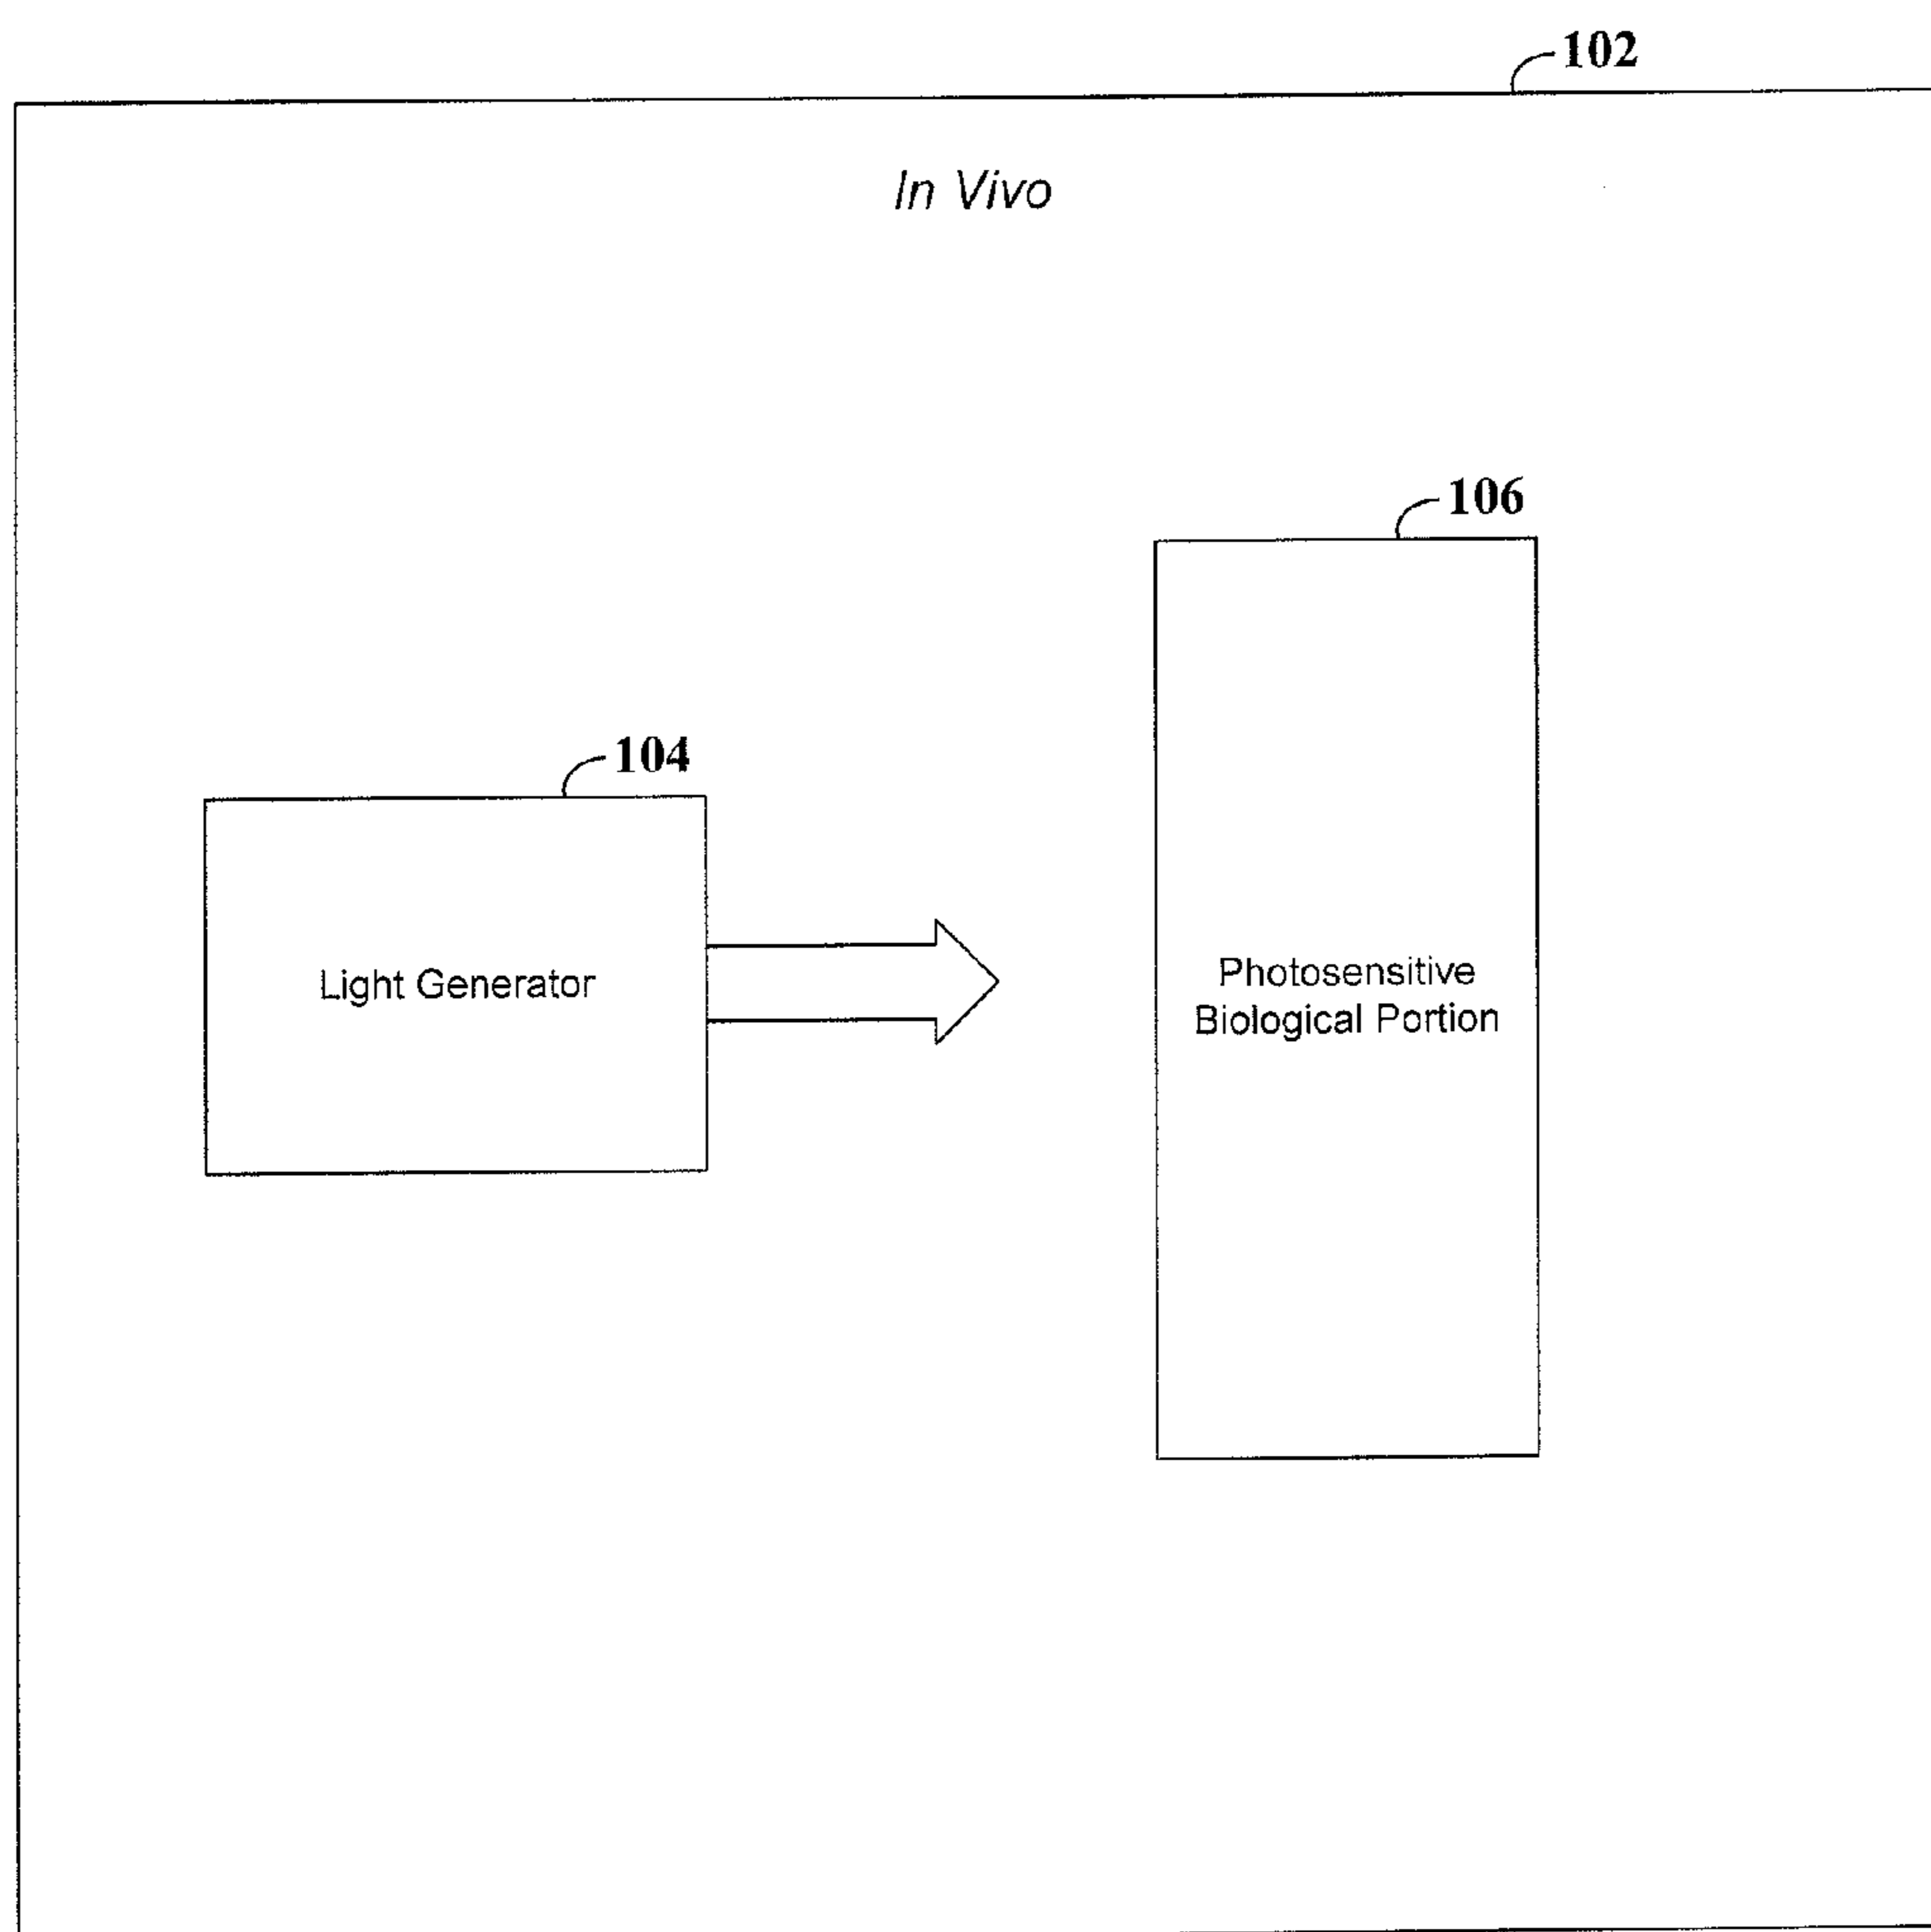 102
In Vivo
106
104
Light Generator
Photosensitive
Biological Portion